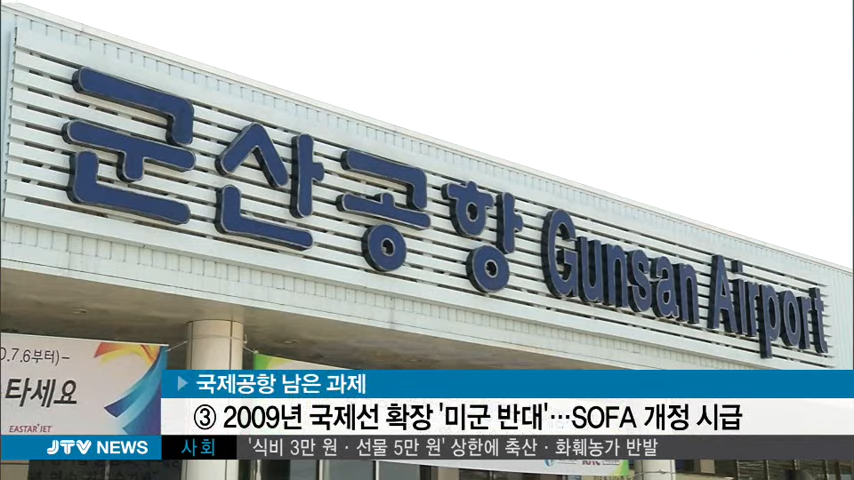 군산공항 Gunsan Airport
0.7.6부터)~
타세요
EASTAR JET
국제공항 남은 과제
③ 2009년 국제선 확장 '미군 반대'…SOFA 개정 시급
JTV NEWS
사회
'식비 3만 원·선물 5만 원' 상한에 축산·화훼농가 반발